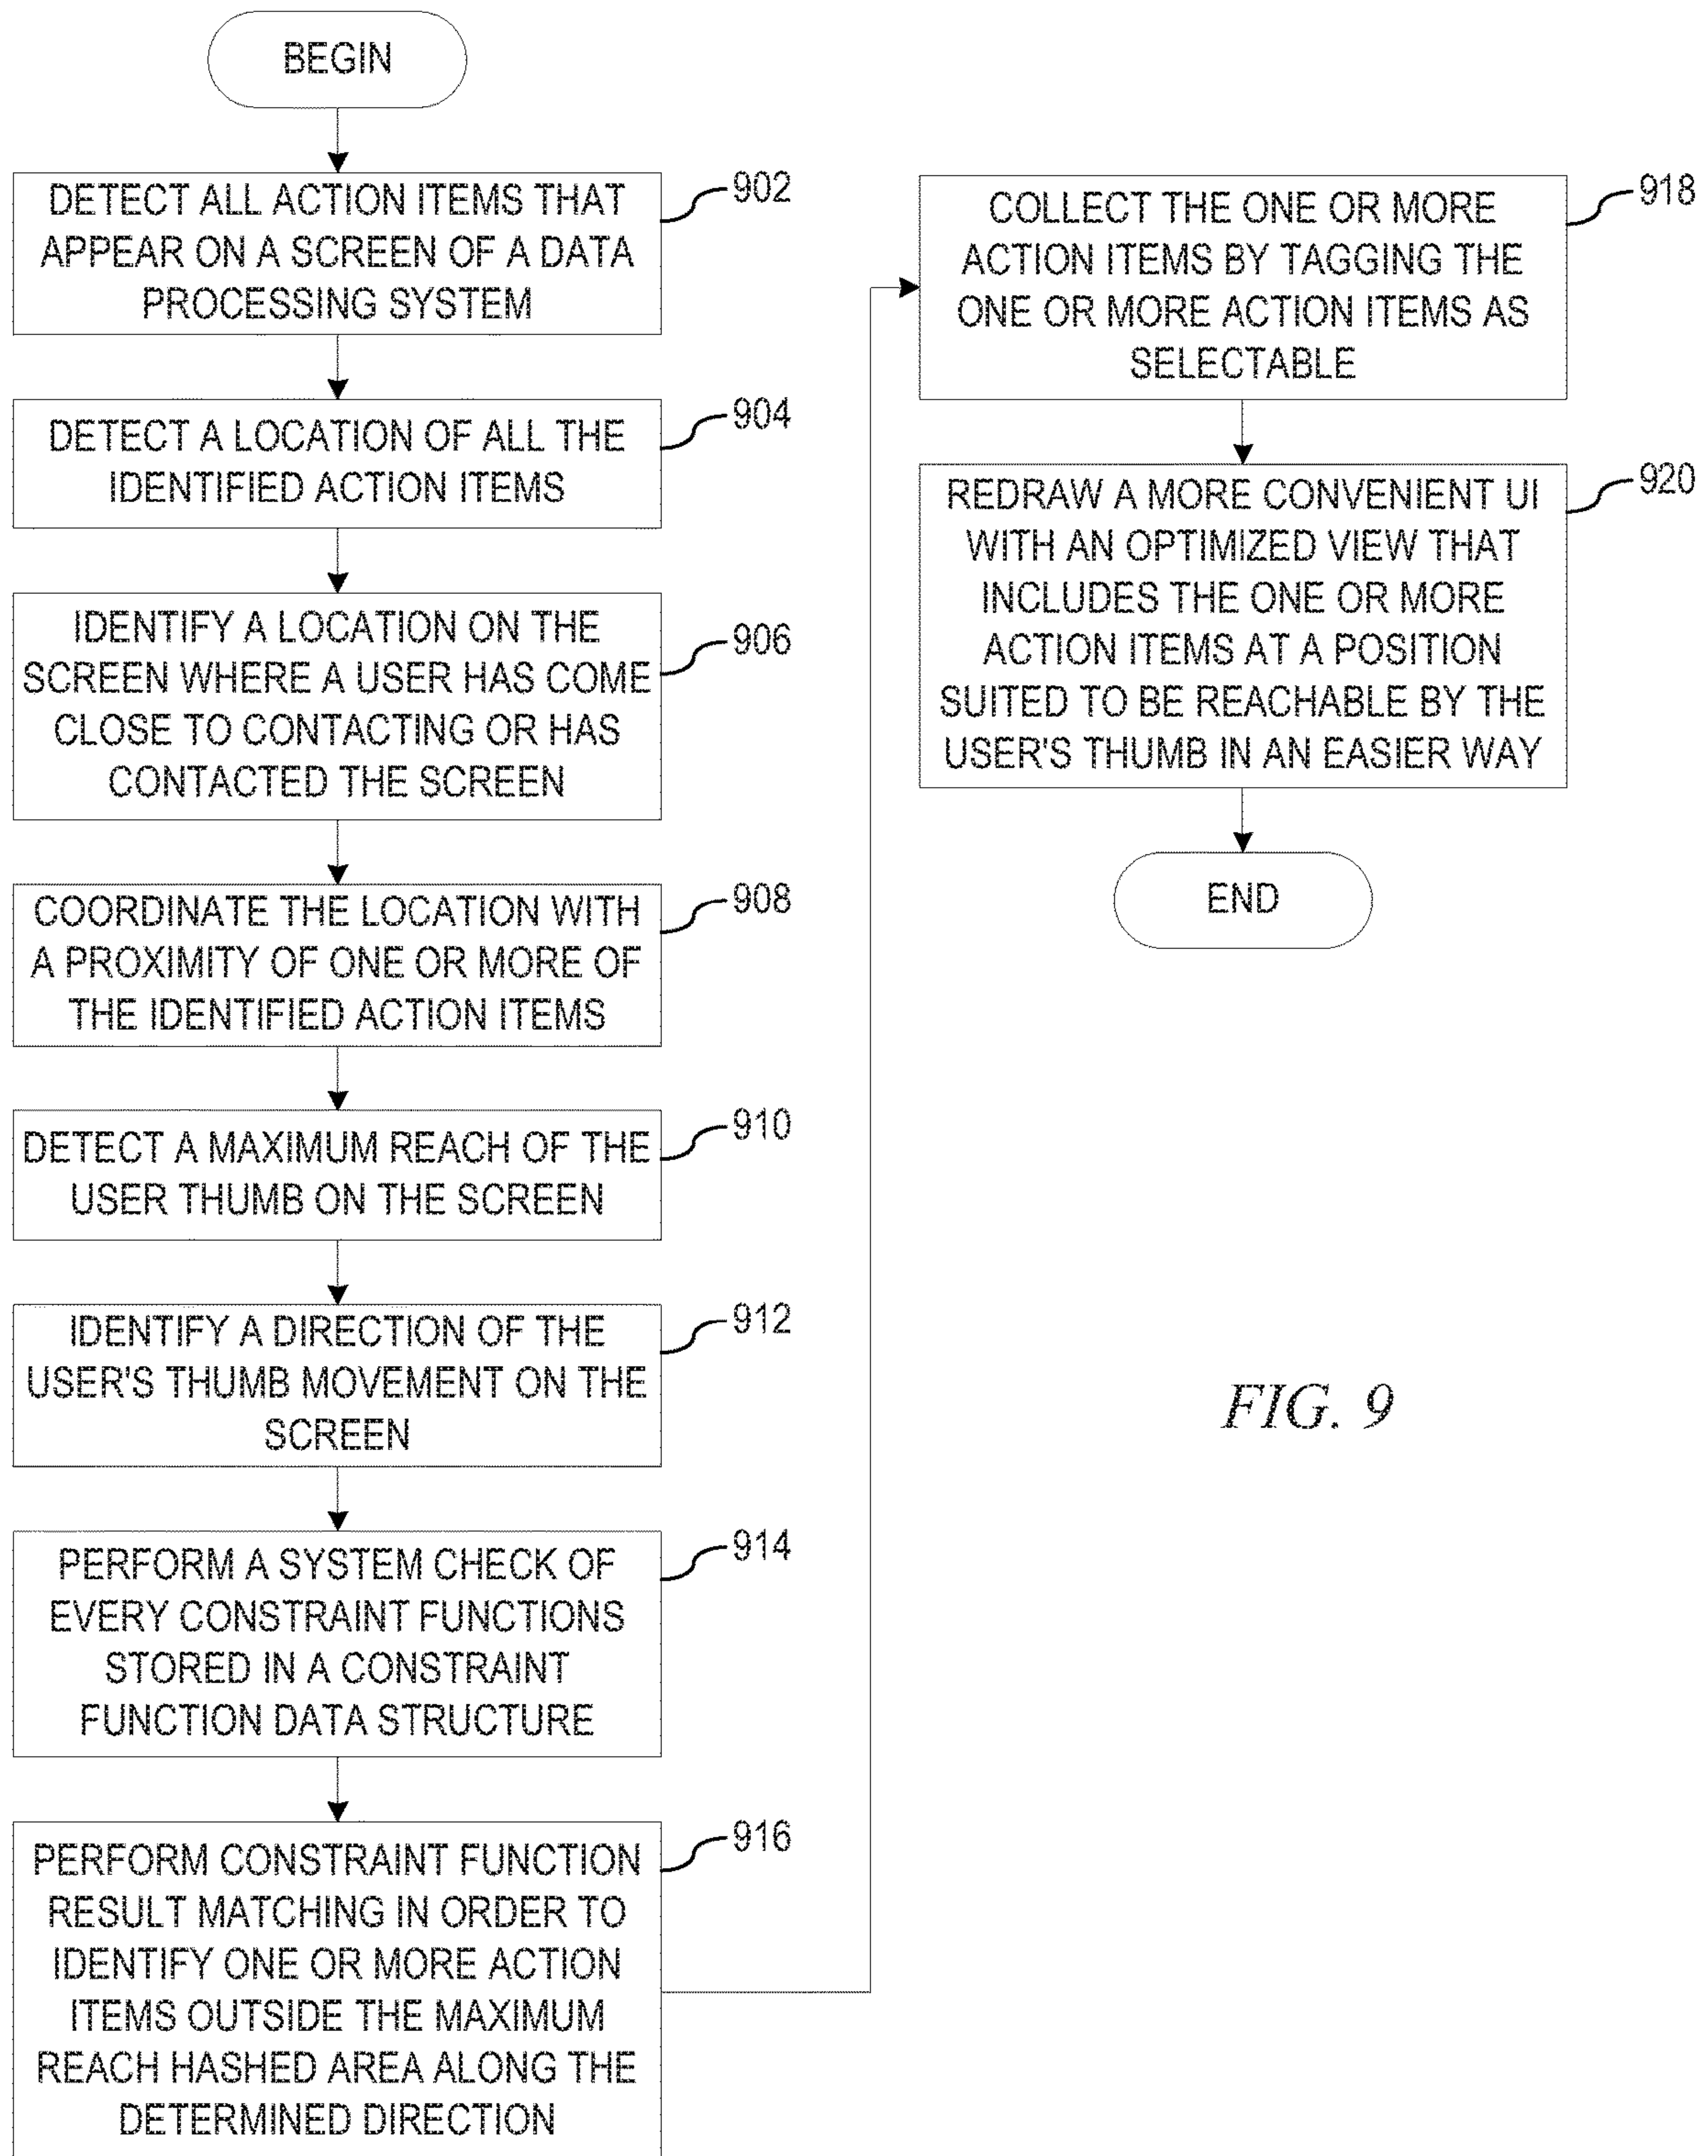 BEGIN
DETECT ALL ACTION ITEMS THAT
APPEAR ON A SCREEN OF A DATA
PROCESSING SYSTEM
902
DETECT A LOCATION OF ALL THE
IDENTIFIED ACTION ITEMS
904
IDENTIFY A LOCATION ON THE
SCREEN WHERE A USER HAS COME
CLOSE TO CONTACTING OR HAS
CONTACTED THE SCREEN
906
COORDINATE THE LOCATION WITH
A PROXIMITY OF ONE OR MORE OF
THE IDENTIFIED ACTION ITEMS
908
DETECT A MAXIMUM REACH OF THE
USER THUMB ON THE SCREEN
910
IDENTIFY A DIRECTION OF THE
USER'S THUMB MOVEMENT ON THE
SCREEN
912
PERFORM A SYSTEM CHECK OF
EVERY CONSTRAINT FUNCTIONS
STORED IN A CONSTRAINT
FUNCTION DATA STRUCTURE
914
PERFORM CONSTRAINT FUNCTION
RESULT MATCHING IN ORDER TO
IDENTIFY ONE OR MORE ACTION
ITEMS OUTSIDE THE MAXIMUM
REACH HASHED AREA ALONG THE
DETERMINED DIRECTION
916
COLLECT THE ONE OR MORE
ACTION ITEMS BY TAGGING THE
ONE OR MORE ACTION ITEMS AS
SELECTABLE
918
REDRAW A MORE CONVENIENT UI
WITH AN OPTIMIZED VIEW THAT
INCLUDES THE ONE OR MORE
ACTION ITEMS AT A POSITION
SUITED TO BE REACHABLE BY THE
USER'S THUMB IN AN EASIER WAY
920
END
FIG. 9